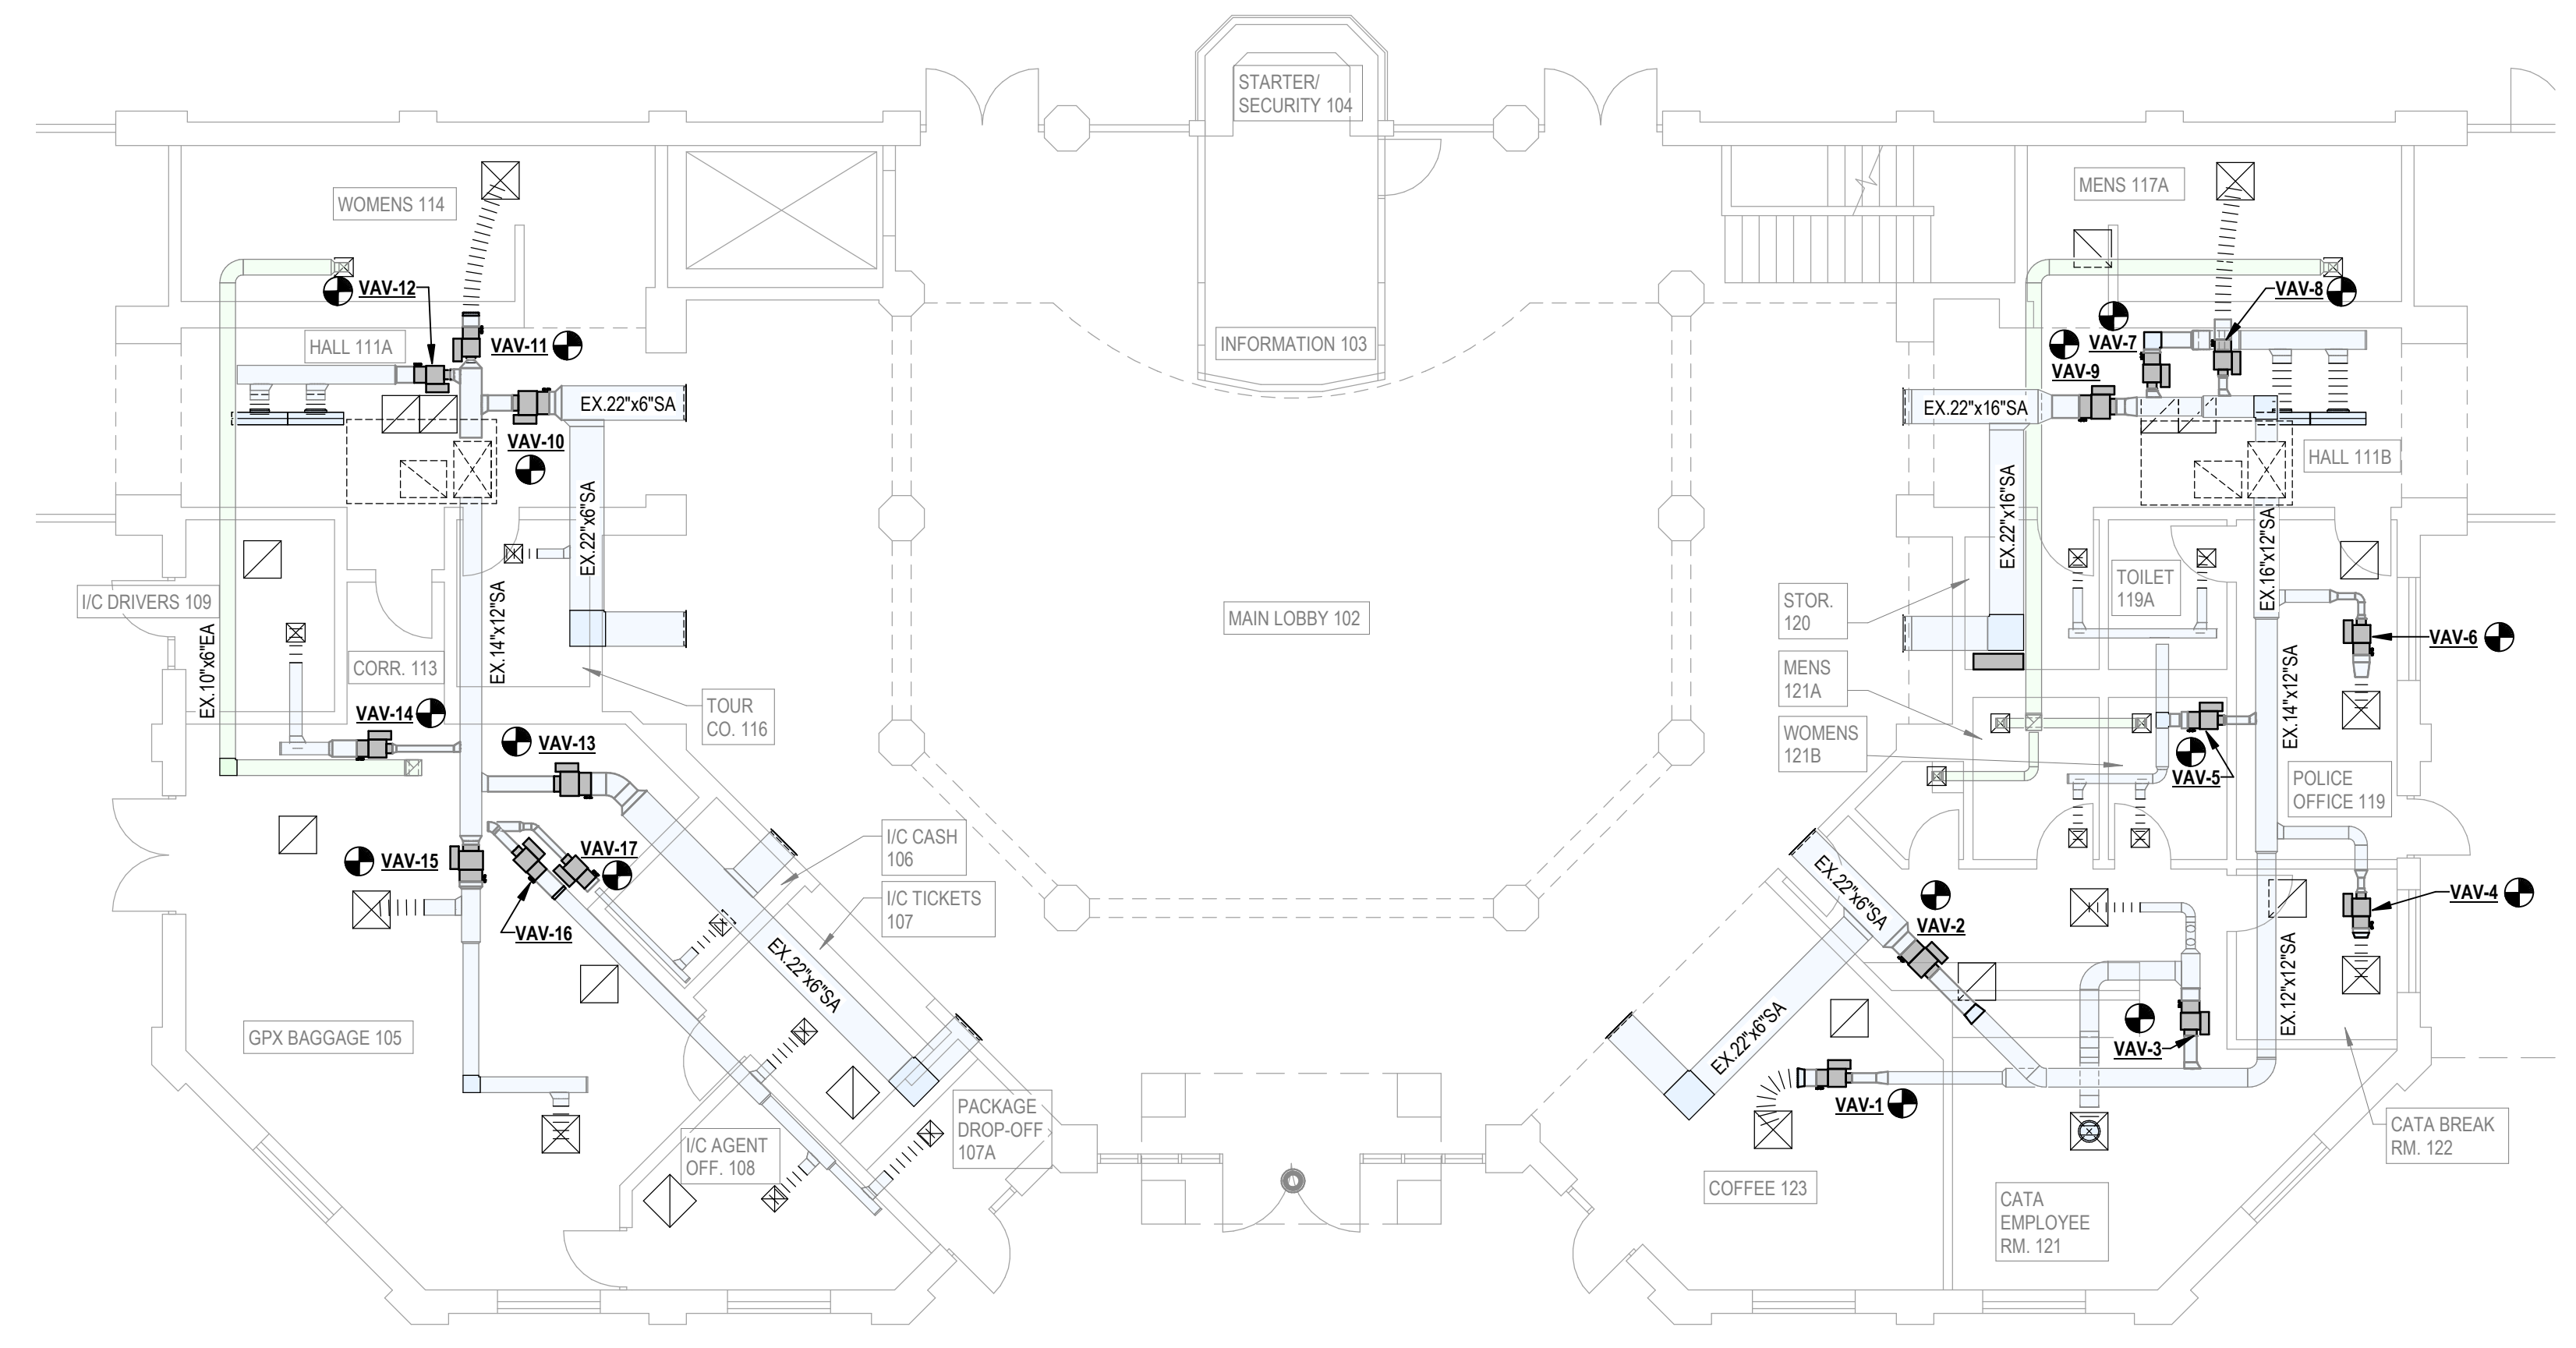 STARTER/
SECURITY 104
WOMENS 114
MENS 117A
VAV-12
VAV-8
HALL 111A
VAV-11
INFORMATION 103
VAV-7
VAV-9
EX.22"x6"SA
EX.22"x16"SA
VAV-10
HALL 111B
EX.22"x6"SA
EX.22"x16"SA
EX.16"x12"SA
I/C DRIVERS 109
EX.14"x12"SA
EX.10"x6"EA
CORR. 113
MAIN LOBBY 102
STOR.
120
TOILET
119A
VAV-6
MENS
121A
EX.14"x12"SA
TOUR
CO. 116
VAV-14
VAV-13
WOMENS
121B
VAV-5
POLICE
OFFICE 119
I/C CASH
106
VAV-15
VAV-17
I/C TICKETS
107
VAV-16
EX.22"x6"SA
EX.22"x6"SA
VAV-2
VAV-4
EX.12"x12"SA
GPX BAGGAGE 105
EX.22"x6"SA
VAV-3
VAV-1
PACKAGE
DROP-OFF
107A
I/C AGENT
OFF. 108
CATA BREAK
RM. 122
COFFEE 123
CATA
EMPLOYEE
RM. 121